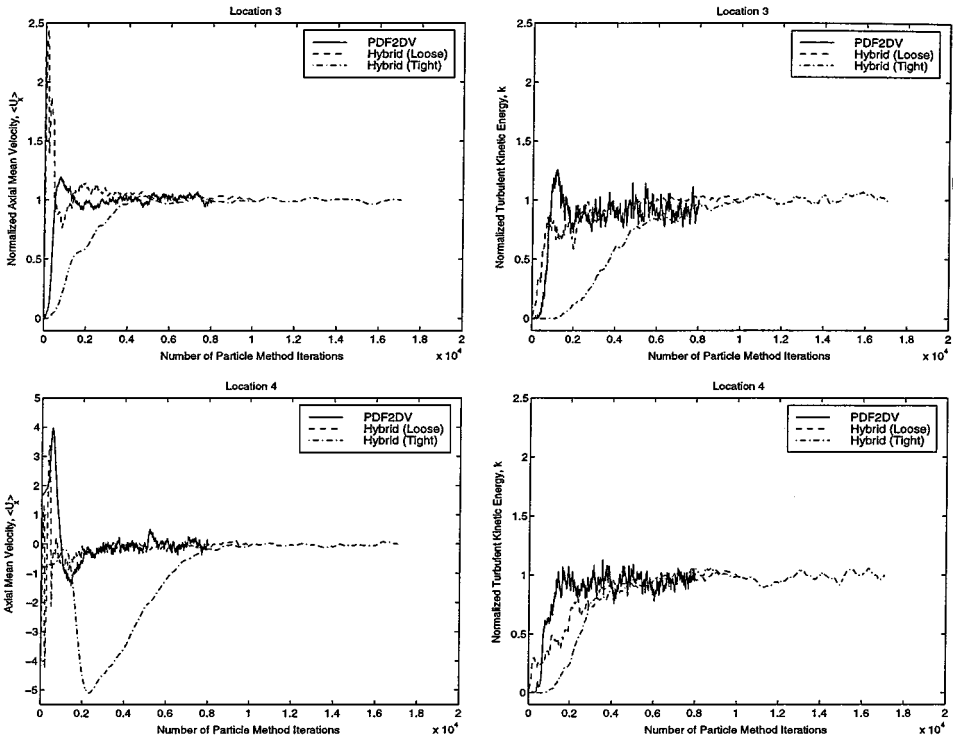 Location 3
2.5
2
1.5
1
0.5
0
Normalized Axial Mean Velocity, <U_x>
PDF2DV
Hybrid (Loose)
Hybrid (Tight)
0 0.2 0.4 0.6 0.8 1 1.2 1.4 1.6 1.8 2
x 10^4
Number of Particle Method Iterations
Location 3
2.5
2
1.5
1
0.5
0
Normalized Turbulent Kinetic Energy, k
PDF2DV
Hybrid (Loose)
Hybrid (Tight)
0 0.2 0.4 0.6 0.8 1 1.2 1.4 1.6 1.8 2
x 10^4
Number of Particle Method Iterations
Location 4
5
4
3
2
1
0
−1
−2
−3
−4
−5
Axial Mean Velocity, <U_x>
PDF2DV
Hybrid (Loose)
Hybrid (Tight)
0 0.2 0.4 0.6 0.8 1 1.2 1.4 1.6 1.8 2
x 10^4
Number of Particle Method Iterations
Location 4
2.5
2
1.5
1
0.5
0
Normalized Turbulent Kinetic Energy, k
PDF2DV
Hybrid (Loose)
Hybrid (Tight)
0 0.2 0.4 0.6 0.8 1 1.2 1.4 1.6 1.8 2
x 10^4
Number of Particle Method Iterations